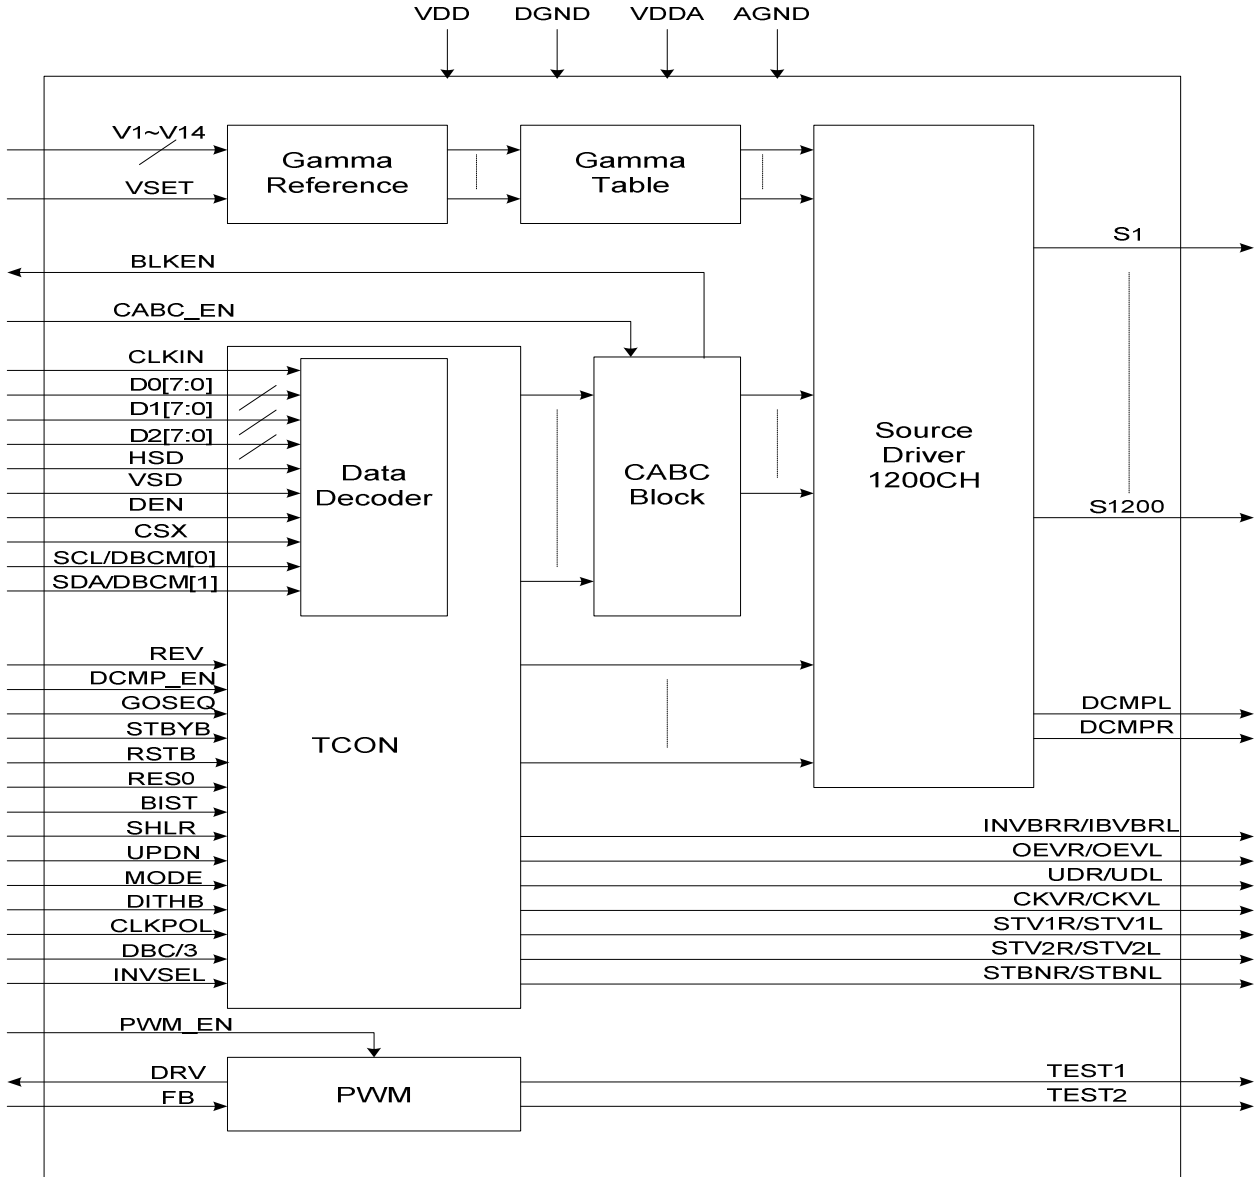 VDD DGND VDDA AGND
V1~V14
VSET
Gamma
Reference
Gamma
Table
S1
BLKEN
CABC_EN
CLKIN
D0[7:0]
D1[7:0]
D2[7:0]
HSD
VSD
DEN
CSX
SCL/DBCM[0]
SDA/DBCM[1]
Data
Decoder
CABC
Block
Source
Driver
1200CH
S1200
REV
DCMP_EN
GOSEQ
STBYB
RSTB
RES0
BIST
SHLR
UPDN
MODE
DITHB
CLKPOL
DBC/3
INVSEL
TCON
DCMPL
DCMPR
INVBRR/IBVBRL
OEVR/OEVL
UDR/UDL
CKVR/CKVL
STV1R/STV1L
STV2R/STV2L
STBNR/STBNL
PWM_EN
DRV
FB
PWM
TEST1
TEST2